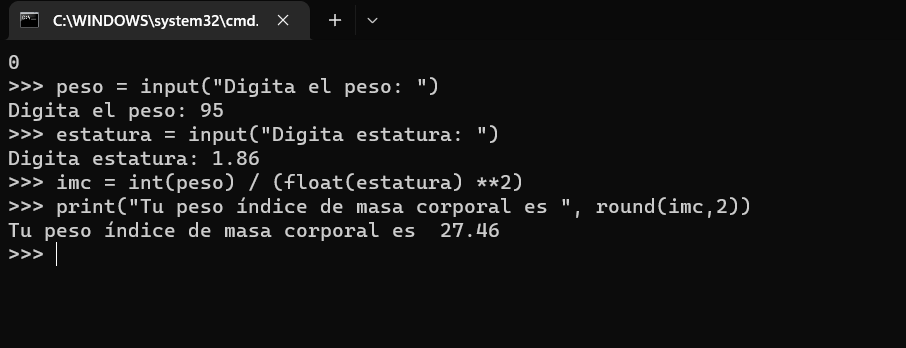 C:\WINDOWS\system32\cmd.
0
>>> peso = input("Digita el peso: ")
Digita el peso: 95
>>> estatura = input("Digita estatura: ")
Digita estatura: 1.86
>>> imc = int(peso) / (float(estatura) **2)
>>> print("Tu peso índice de masa corporal es ", round(imc,2))
Tu peso índice de masa corporal es  27.46
>>>